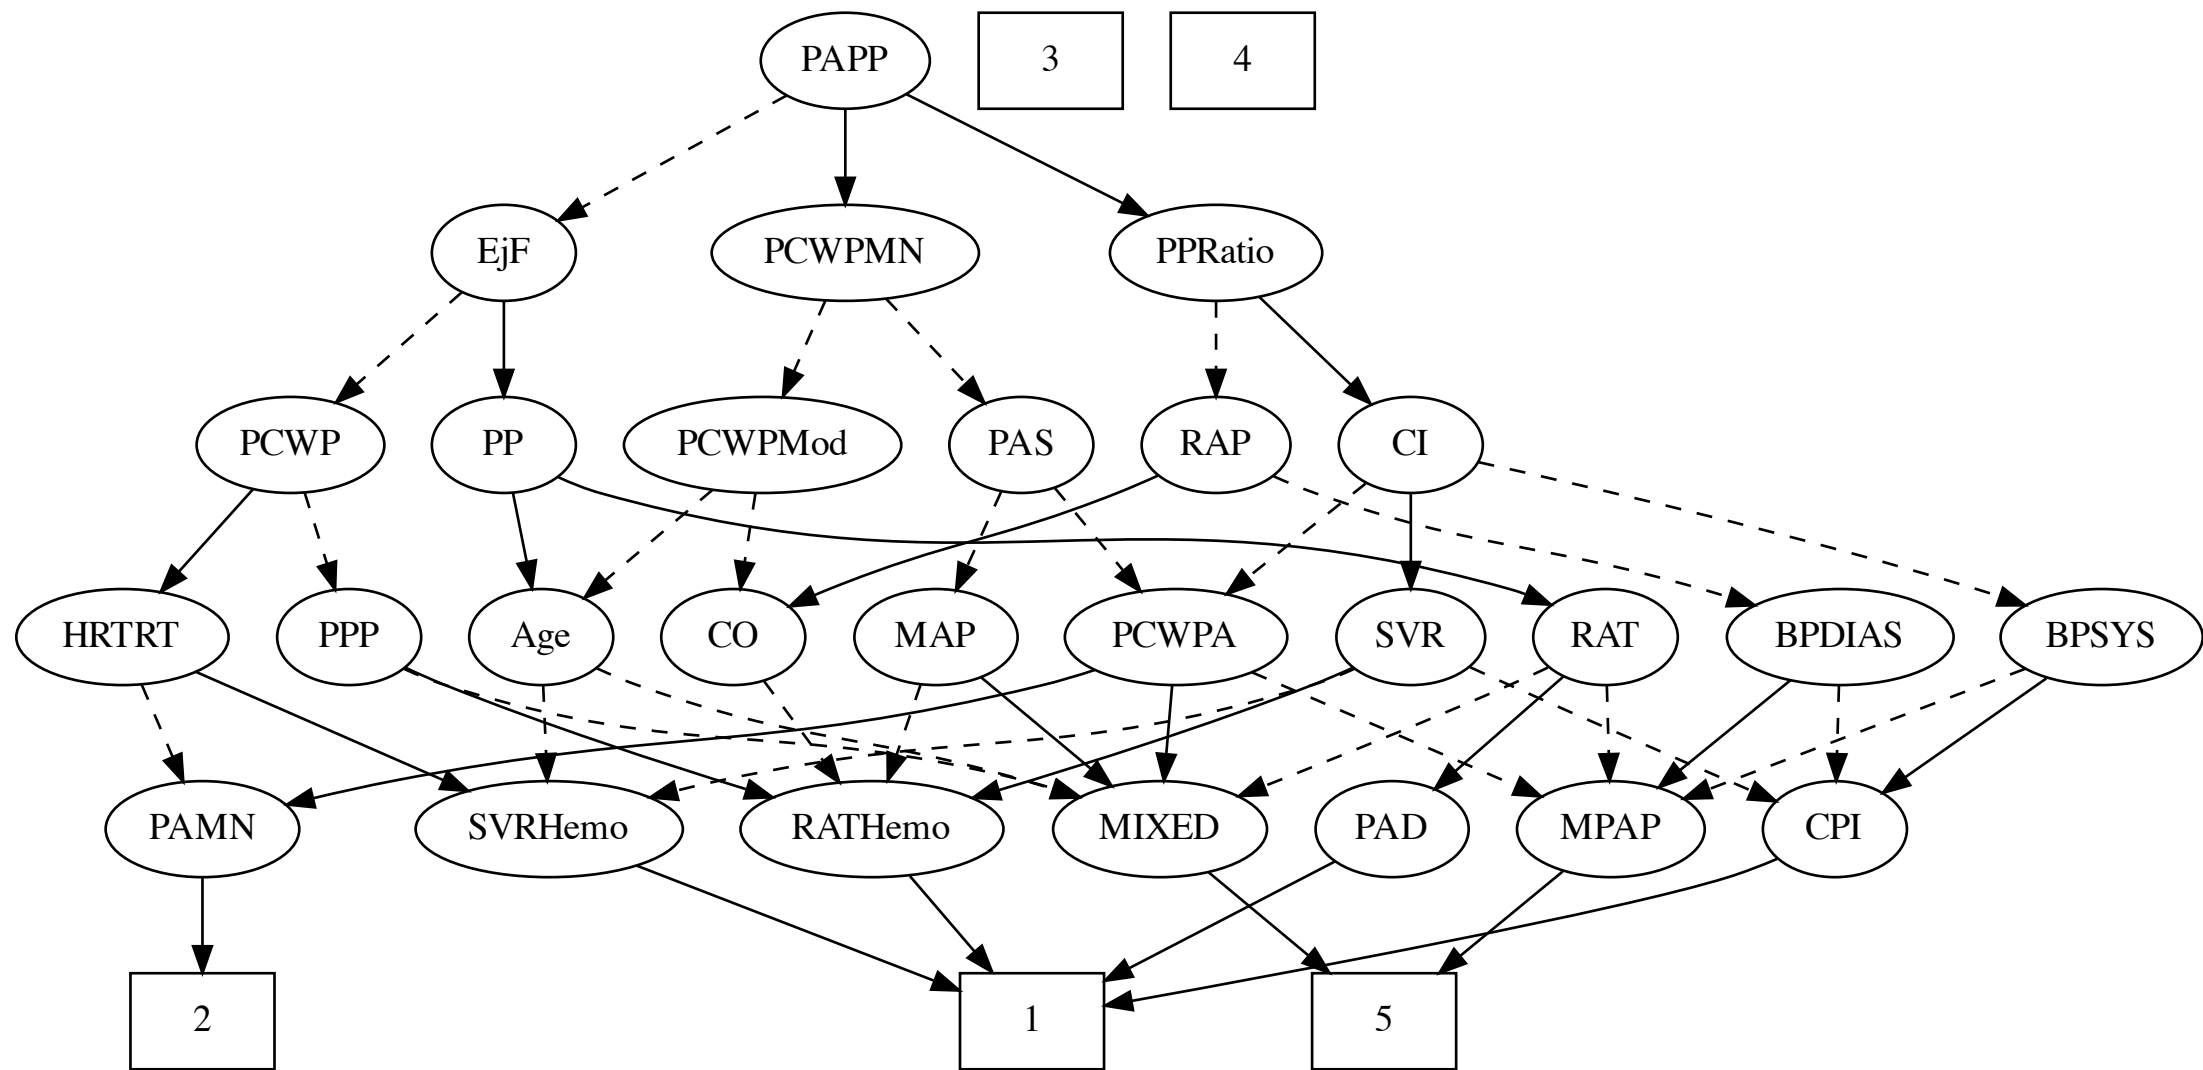 PAPP
3
4
EjF
PCWPMN
PPRatio
PCWP
PP
PCWPMod
PAS
RAP
CI
HRTRT
PPP
Age
CO
MAP
PCWPA
SVR
RAT
BPDIAS
BPSYS
PAMN
SVRHemo
RATHemo
MIXED
PAD
MPAP
CPI
2
1
5